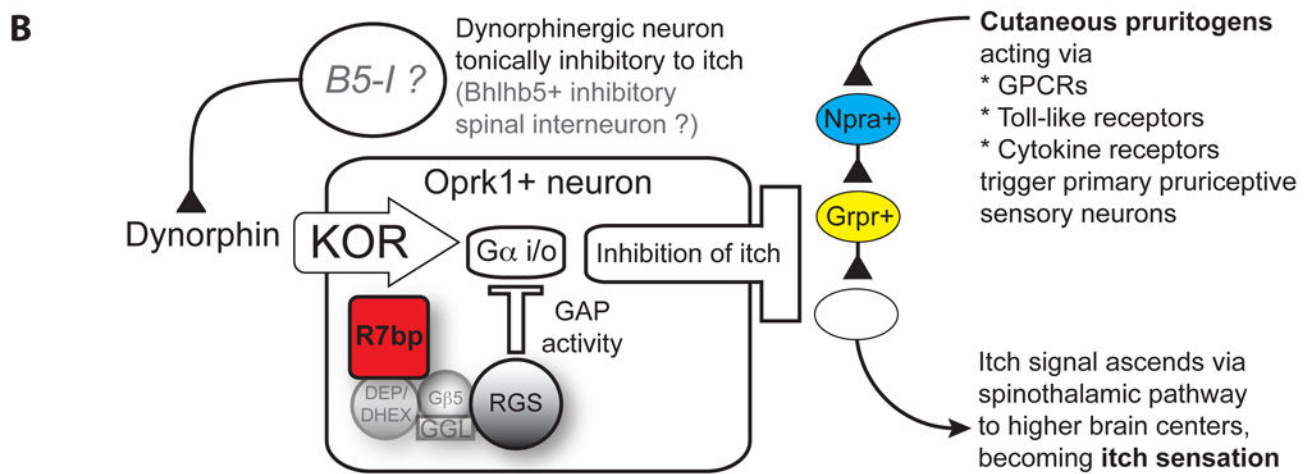 B
B5-I ?
Dynorphinergic neuron
tonically inhibitory to itch
(Bhlhb5+ inhibitory
spinal interneuron ?)
Dynorphin
Oprk1+ neuron
KOR
Gα i/o
Inhibition of itch
GAP
activity
R7bp
DEP/
DHEX
Gβ5
GGL
RGS
Cutaneous pruritogens
acting via
* GPCRs
* Toll-like receptors
* Cytokine receptors
trigger primary pruriceptive
sensory neurons
Npra+
Grpr+
Itch signal ascends via
spinothalamic pathway
to higher brain centers,
becoming itch sensation